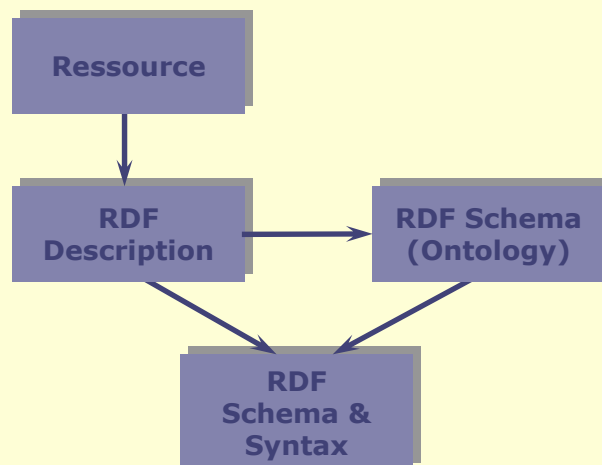 Ressource
RDF
Description
RDF Schema
(Ontology)
RDF
Schema &
Syntax